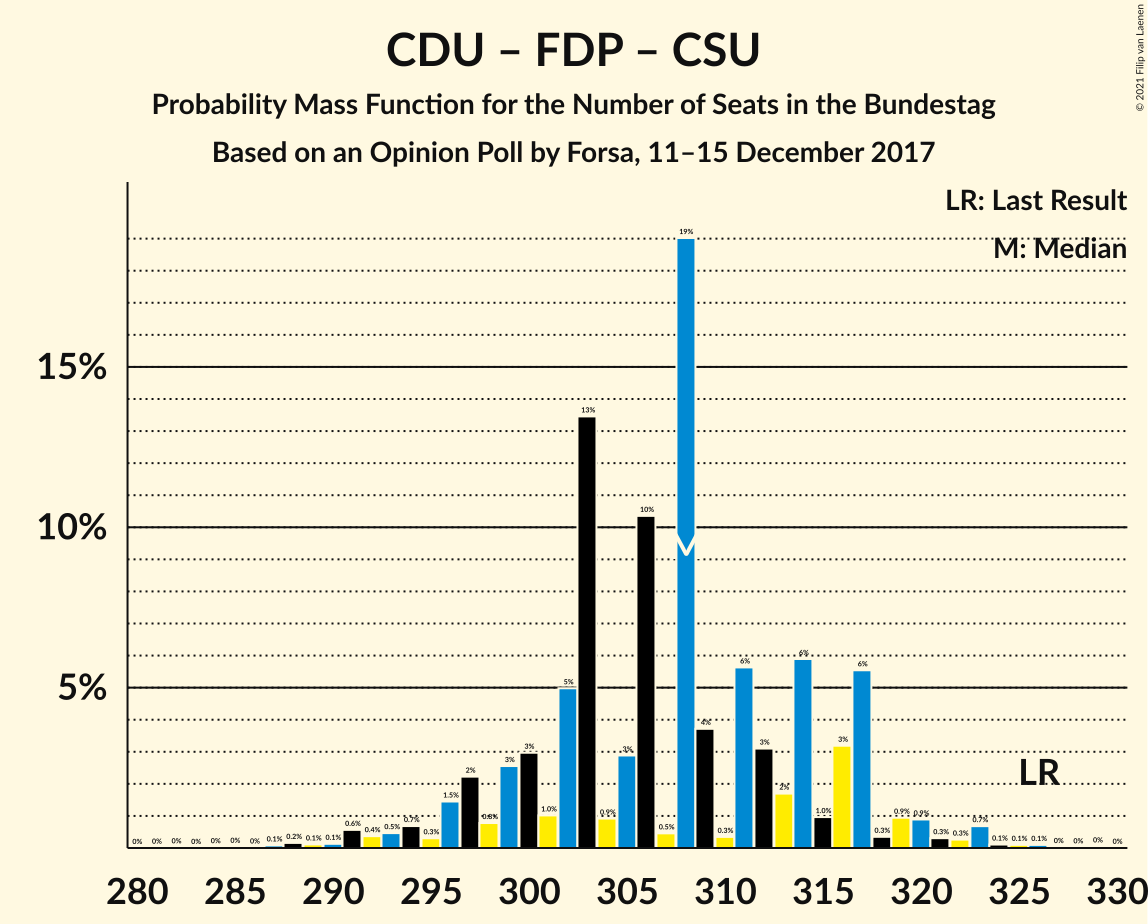 CDU – FDP – CSU
Probability Mass Function for the Number of Seats in the Bundestag
Based on an Opinion Poll by Forsa, 11–15 December 2017
© 2021 Filip van Laenen
LR: Last Result
M: Median
15%
10%
5%
0% 0% 0% 0% 0% 0% 0% 0.1% 0.2% 0.1% 0.1% 0.6% 0.4% 0.5% 0.7% 0.3% 1.5% 2% 0.8% 3% 3% 1.0% 5% 13% 0.9% 3% 10% 0.5% 19% 4% 0.3% 6% 3% 2% 6% 1.0% 3% 6% 0.3% 0.9% 0.9% 0.3% 0.3% 0.7% 0.1% 0.1% 0.1% 0% 0% 0% 0%
LR
280 285 290 295 300 305 310 315 320 325 330